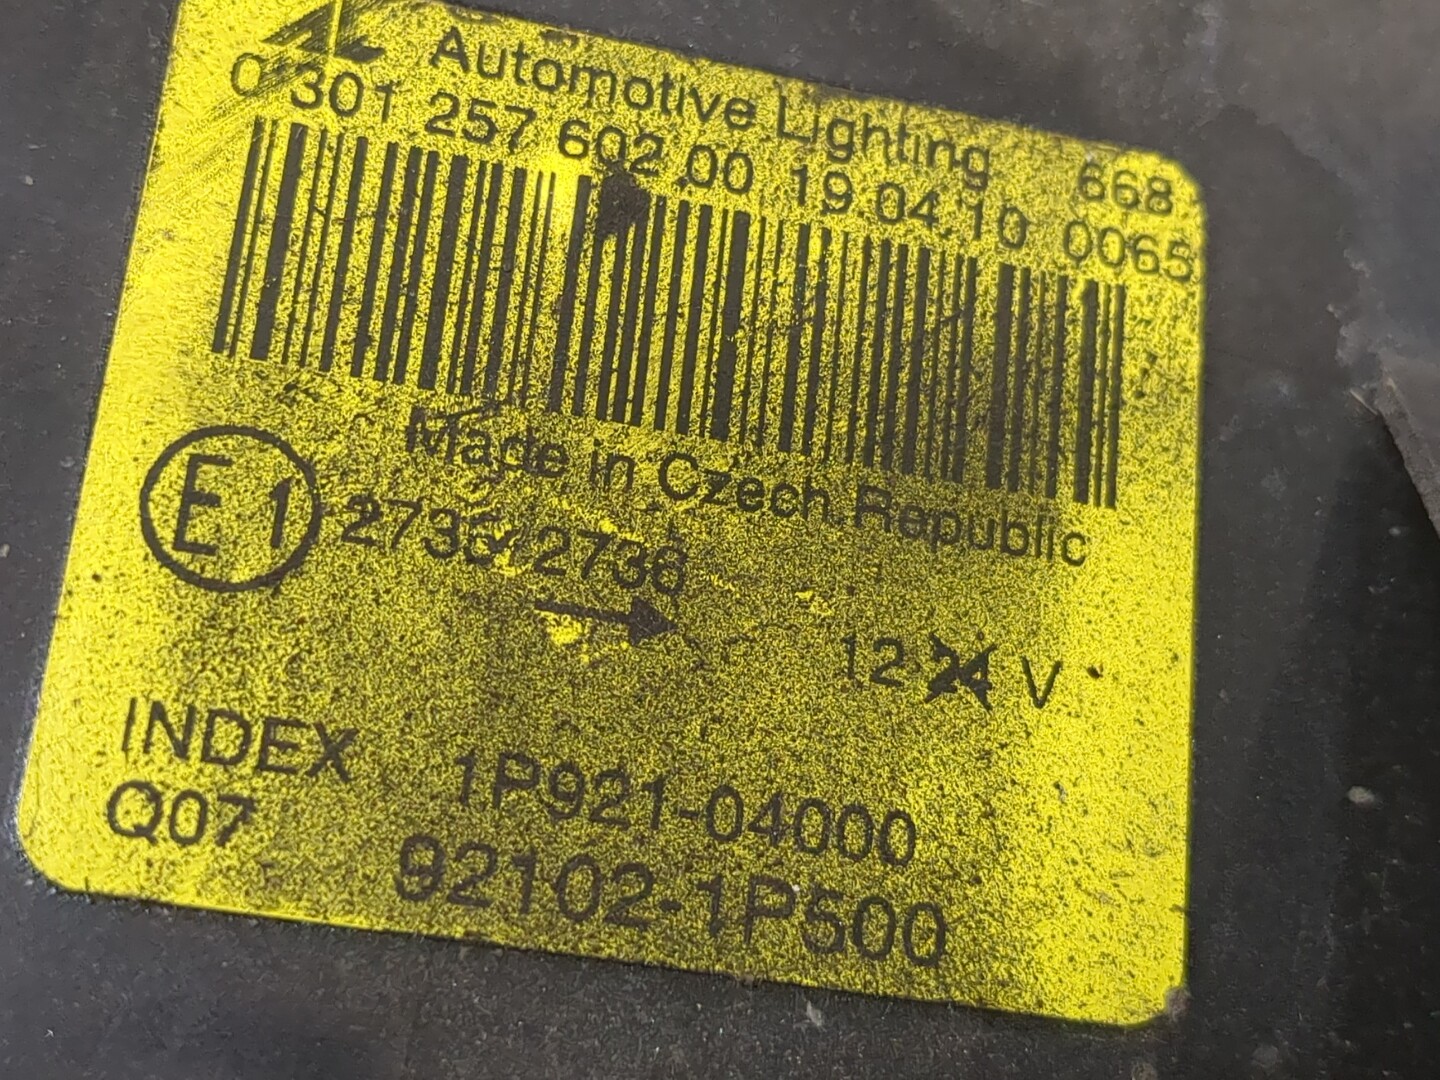 Automotive Lighting 668
0 301 257 602.00 19.04.10 0065
Made in Czech.Republic
E1 2735/2736
12 24 V
INDEX 1P921-04000
Q07 92102-1P500